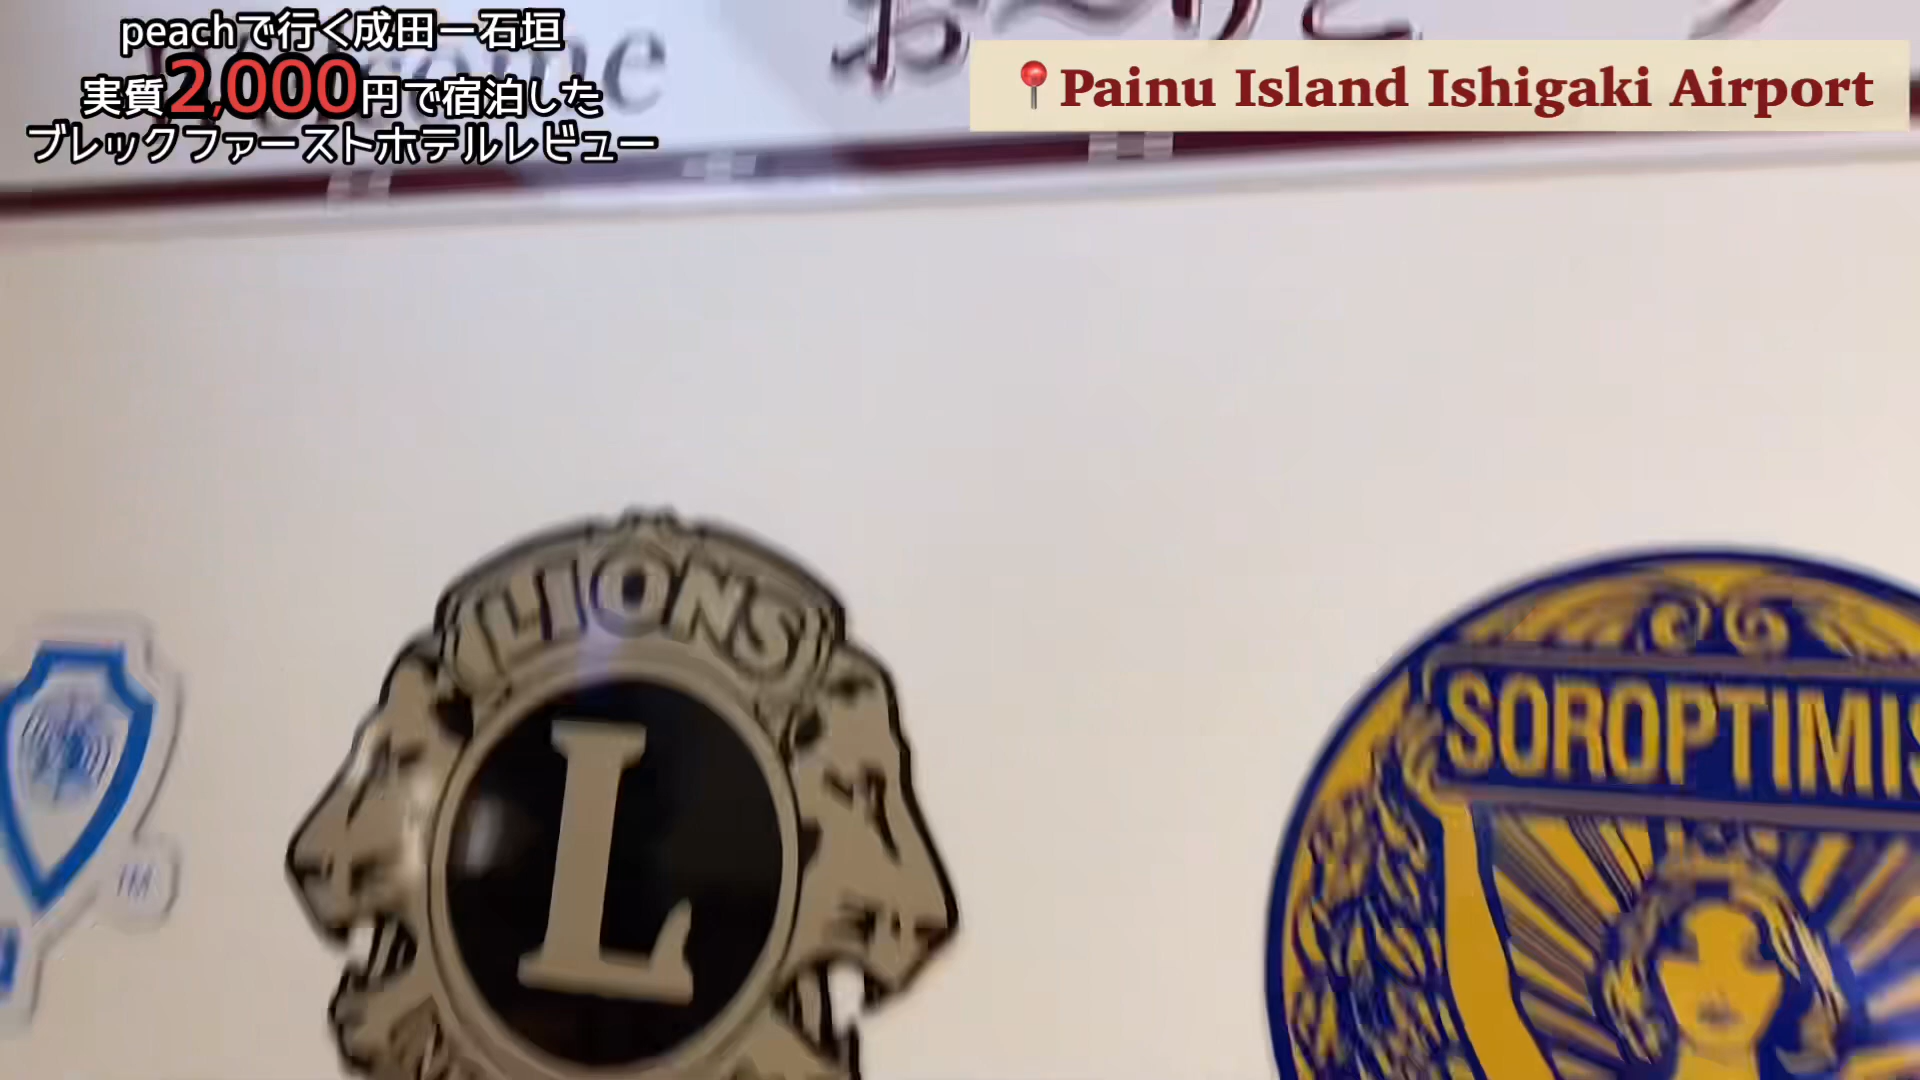 peachで行く成田ー石垣
実質2,000円で宿泊した
ブレックファーストホテルレビュー
📍Painu Island Ishigaki Airport
LIONS
L
SOROPTIMIS
TM